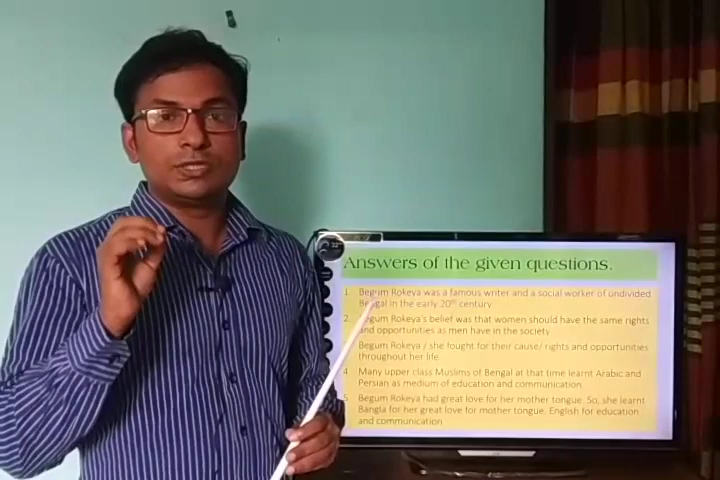 Answers of the given questions.
1. Begum Rokeya was a famous writer and a social worker of undivided
Bengal in the early 20th century
2. Begum Rokeya's belief was that women should have the same rights
and opportunities as men have in the society
Begum Rokeya / she fought for their cause/ rights and opportunities
throughout her life.
4. Many upper class Muslims of Bengal at that time learnt Arabic and
Persian as medium of education and communication.
5. Begum Rokeya had great love for her mother tongue. So, she learnt
Bangla for her great love for mother tongue. English for education
and communication